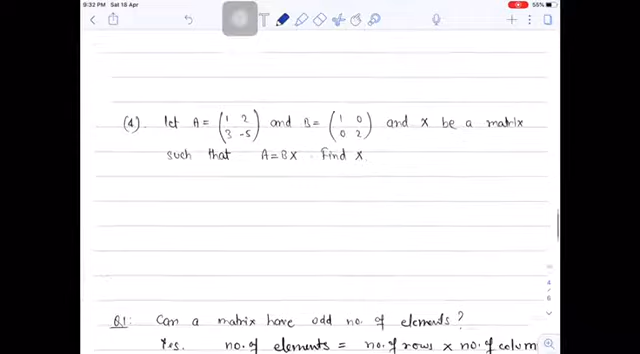 9:32 PM Sat 18 Apr 55%
T
(4). let A = (1 2 and B = (1 0 and X be a matrix
3 -5) 0 2)
such that A = BX . Find X.
4
/
6
Q1: Can a matrix have odd no. of elements?
Yes. no. of elements = no. of rows × no. of colum